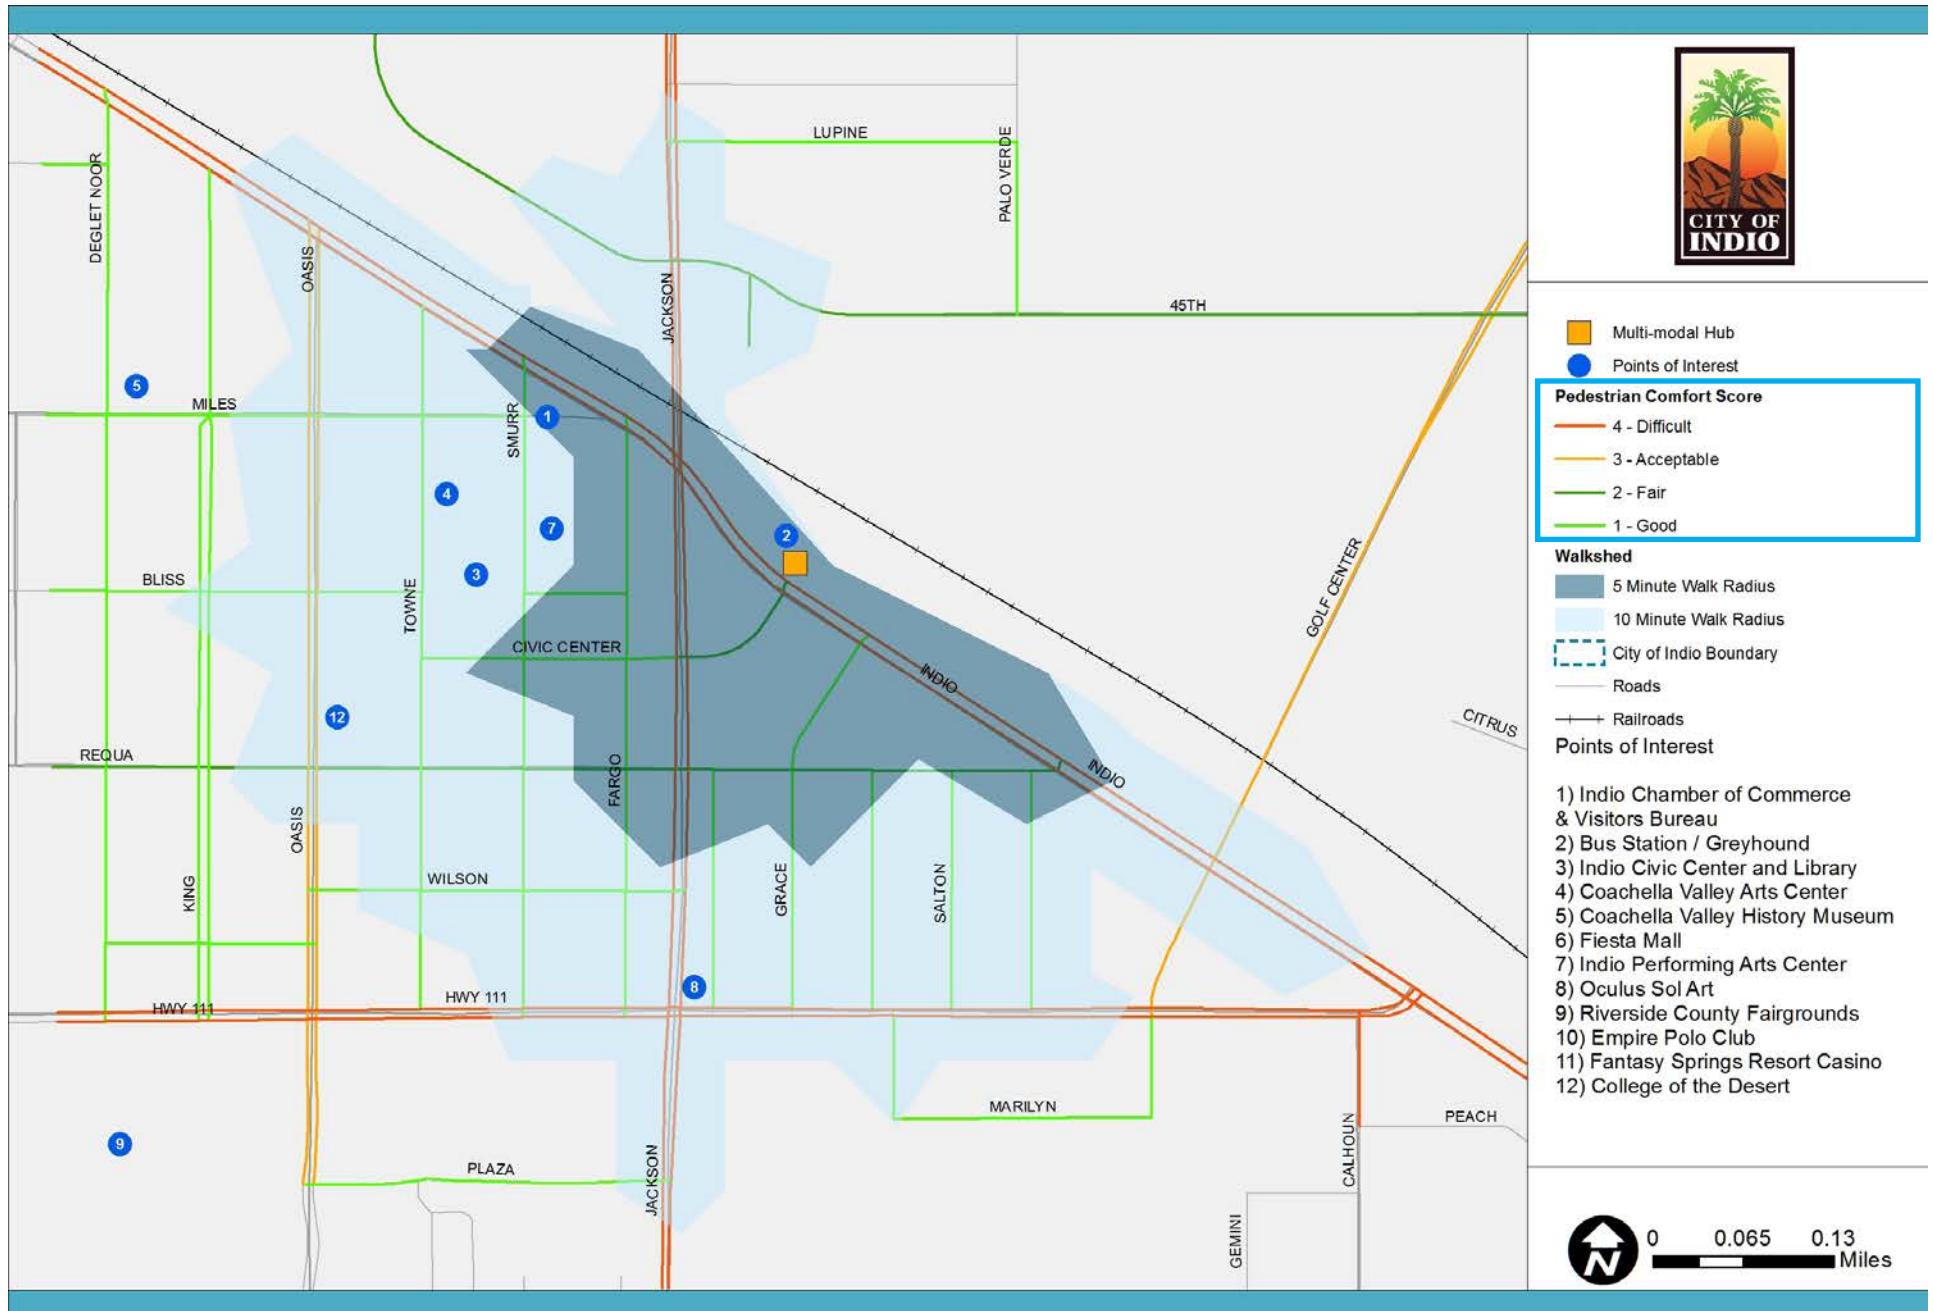 LUPINE
PALO VERDE
DEGLET NOOR
OASIS
JACKSON
45TH
5
MILES
SMURR
1
4
7
2
3
BLISS
TOWNE
GOLF CENTER
CIVIC CENTER
INDIO
12
CITRUS
REQUA
FARGO
INDIO
OASIS
KING
WILSON
GRACE
SALTON
8
HWY 111
HWY 111
MARILYN
PEACH
CALHOUN
9
PLAZA
JACKSON
GEMINI
CITY OF
INDIO
Multi-modal Hub
Points of Interest
Pedestrian Comfort Score
4 - Difficult
3 - Acceptable
2 - Fair
1 - Good
Walkshed
5 Minute Walk Radius
10 Minute Walk Radius
City of Indio Boundary
Roads
Railroads
Points of Interest
1) Indio Chamber of Commerce
& Visitors Bureau
2) Bus Station / Greyhound
3) Indio Civic Center and Library
4) Coachella Valley Arts Center
5) Coachella Valley History Museum
6) Fiesta Mall
7) Indio Performing Arts Center
8) Oculus Sol Art
9) Riverside County Fairgrounds
10) Empire Polo Club
11) Fantasy Springs Resort Casino
12) College of the Desert
N
0 0.065 0.13
Miles